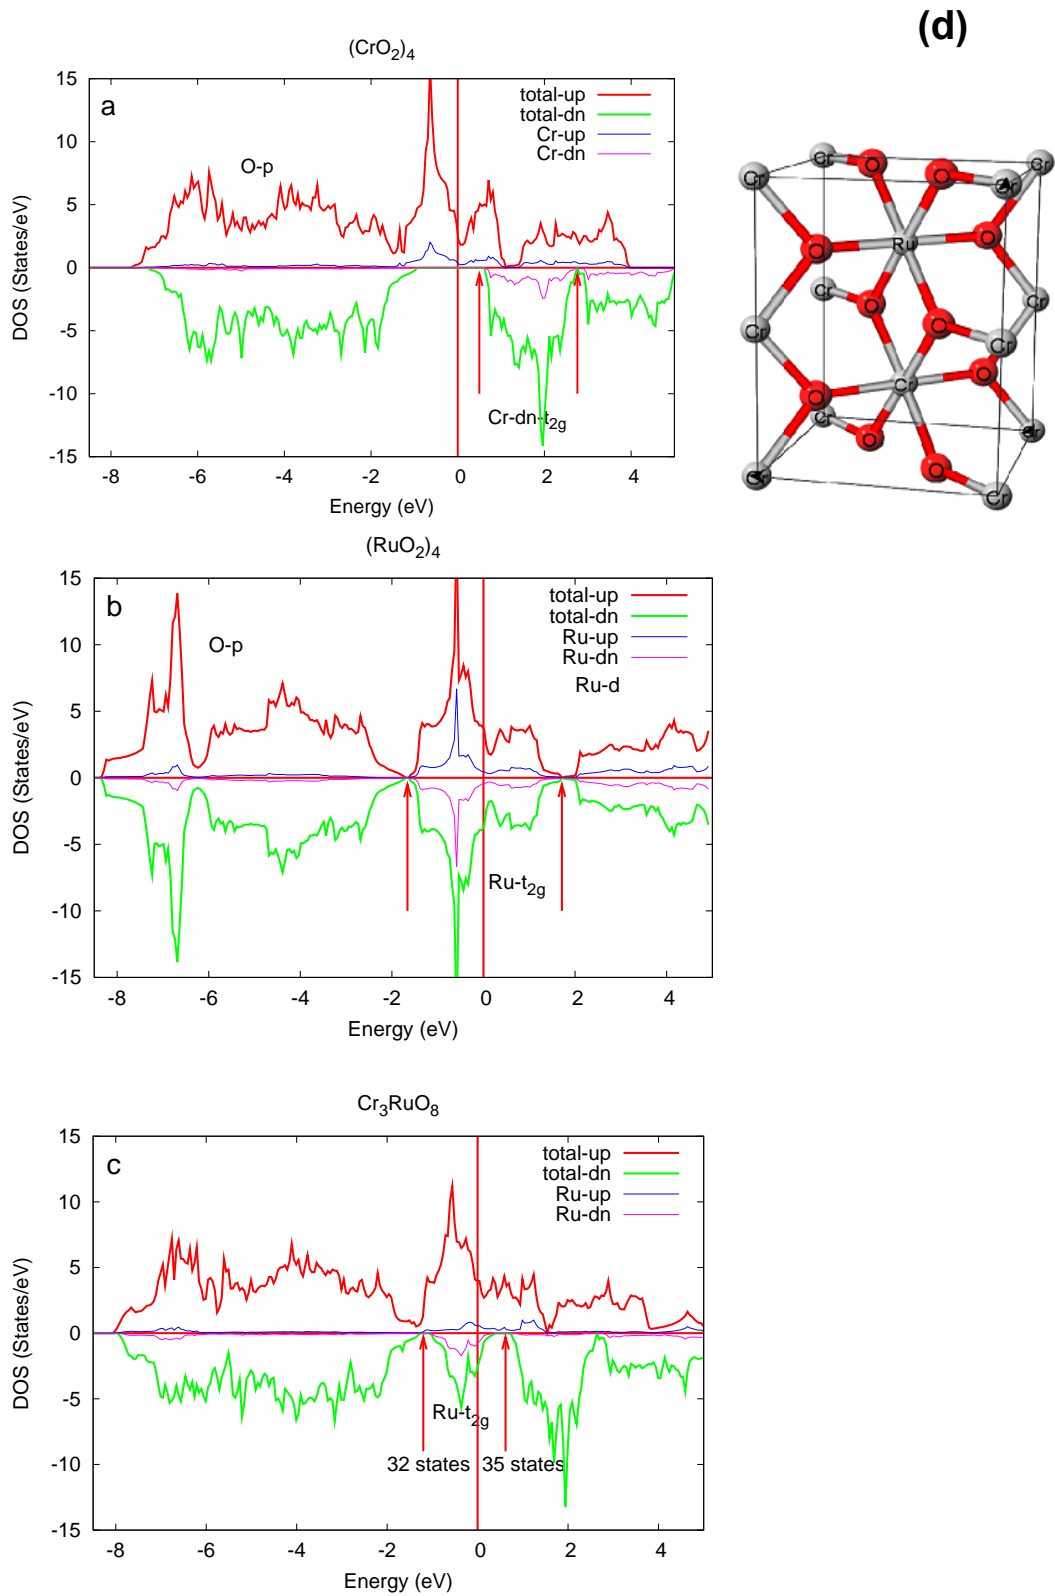 (d)
(CrO2)4
a
total-up
total-dn
Cr-up
Cr-dn
O-p
Cr-dn-t2g
15
10
5
0
-5
-10
-15
DOS (States/eV)
-8 -6 -4 -2 0 2 4
Energy (eV)
Cr Cr O O Cr Cr
O Ru O
Cr O O Cr Cr
Cr
O Cr O
Cr O Cr
Cr O Cr
(RuO2)4
b
total-up
total-dn
Ru-up
Ru-dn
O-p
Ru-d
Ru-t2g
15
10
5
0
-5
-10
-15
DOS (States/eV)
-8 -6 -4 -2 0 2 4
Energy (eV)
Cr3RuO8
c
total-up
total-dn
Ru-up
Ru-dn
Ru-t2g
32 states 35 states
15
10
5
0
-5
-10
-15
DOS (States/eV)
-8 -6 -4 -2 0 2 4
Energy (eV)